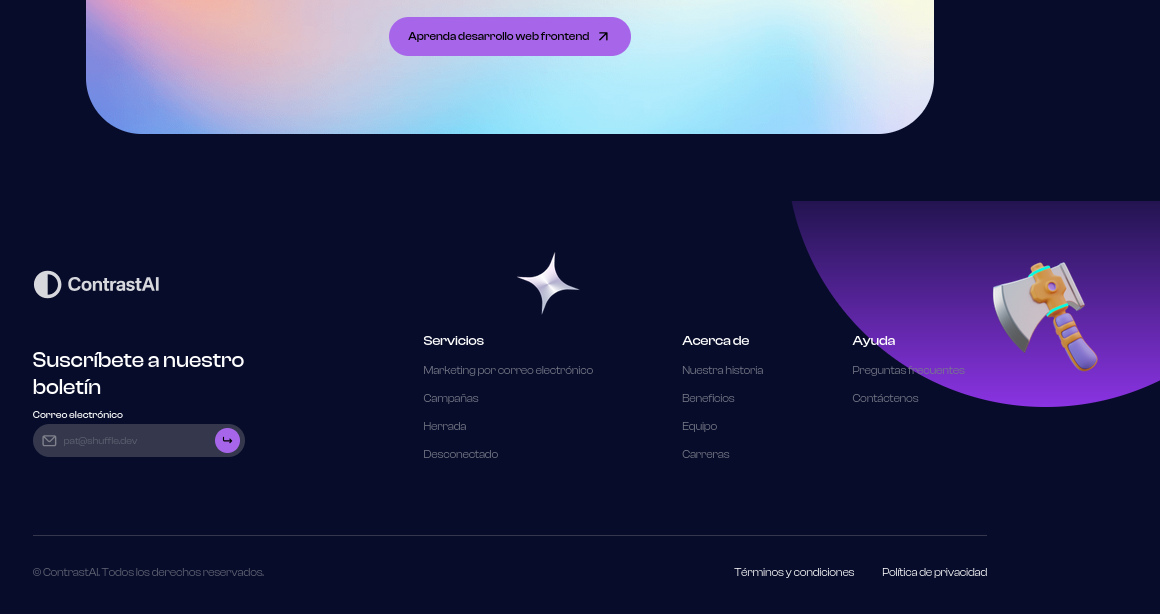 Aprenda desarrollo web frontend
ContrastAI
Suscríbete a nuestro
boletín
Correo electrónico
pat@shuffle.dev
Servicios
Marketing por correo electrónico
Campañas
Herrada
Desconectado
Acerca de
Nuestra historia
Beneficios
Equipo
Carreras
Ayuda
Preguntas frecuentes
Contáctenos
© ContrastAI. Todos los derechos reservados.
Términos y condiciones
Política de privacidad